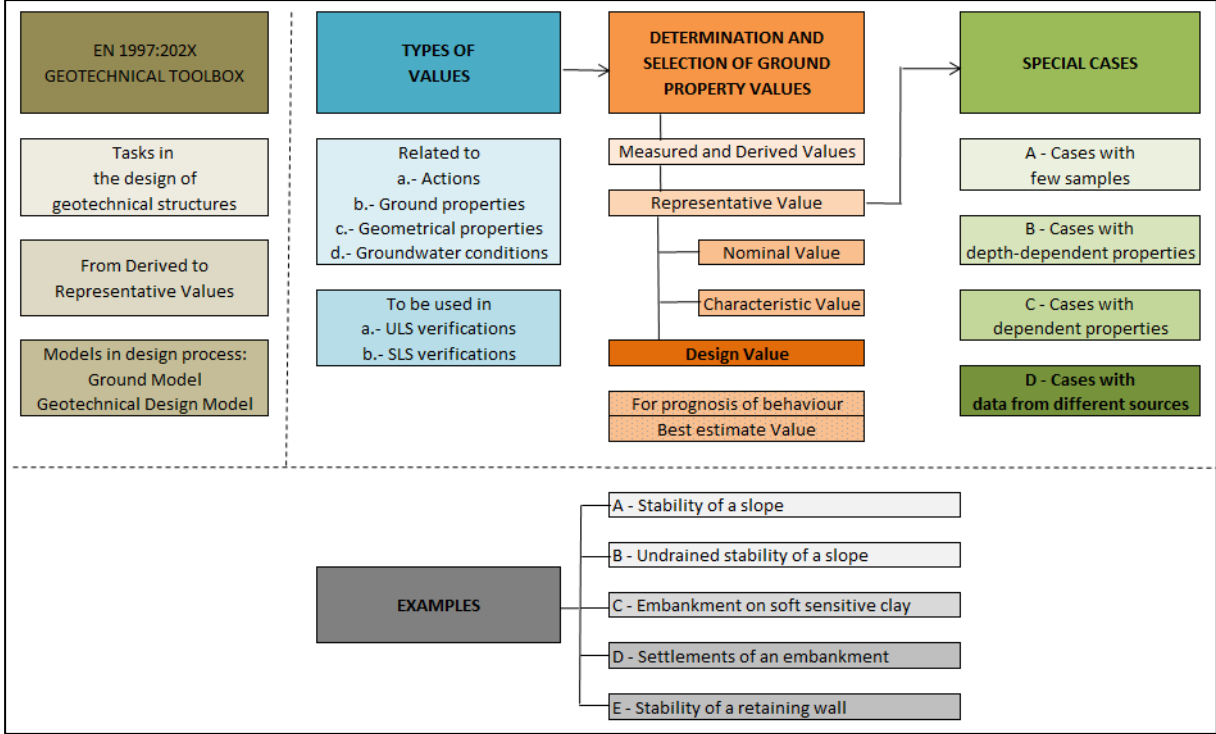 EN 1997:202X
GEOTECHNICAL TOOLBOX
Tasks in
the design of
geotechnical structures
From Derived to
Representative Values
Models in design process:
Ground Model
Geotechnical Design Model
TYPES OF
VALUES
Related to
a.- Actions
b.- Ground properties
c.- Geometrical properties
d.- Groundwater conditions
To be used in
a.- ULS verifications
b.- SLS verifications
DETERMINATION AND
SELECTION OF GROUND
PROPERTY VALUES
Measured and Derived Values
Representative Value
Nominal Value
Characteristic Value
Design Value
For prognosis of behaviour
Best estimate Value
SPECIAL CASES
A - Cases with
few samples
B - Cases with
depth-dependent properties
C - Cases with
dependent properties
D - Cases with
data from different sources
EXAMPLES
A - Stability of a slope
B - Undrained stability of a slope
C - Embankment on soft sensitive clay
D - Settlements of an embankment
E - Stability of a retaining wall